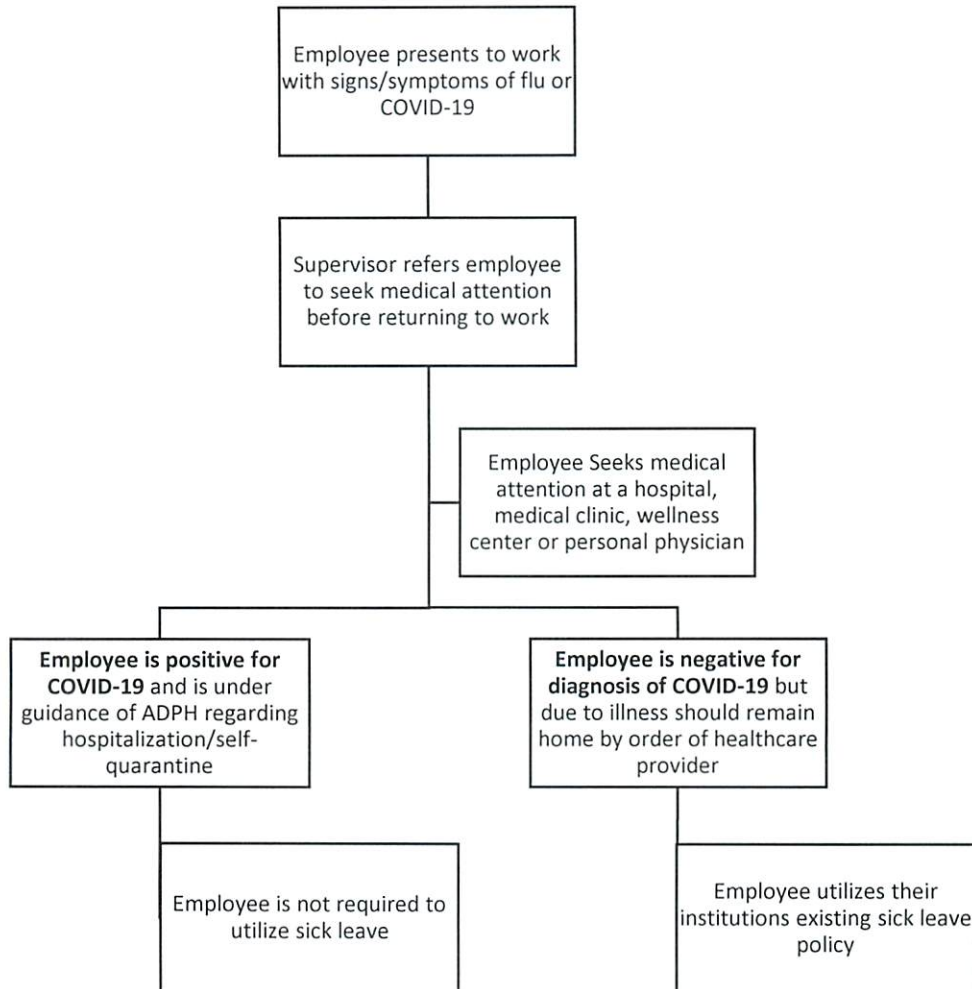 Employee presents to work
with signs/symptoms of flu or
COVID-19
Supervisor refers employee
to seek medical attention
before returning to work
Employee Seeks medical
attention at a hospital,
medical clinic, wellness
center or personal physician
Employee is positive for
COVID-19 and is under
guidance of ADPH regarding
hospitalization/self-
quarantine
Employee is negative for
diagnosis of COVID-19 but
due to illness should remain
home by order of healthcare
provider
Employee is not required to
utilize sick leave
Employee utilizes their
institutions existing sick leave
policy